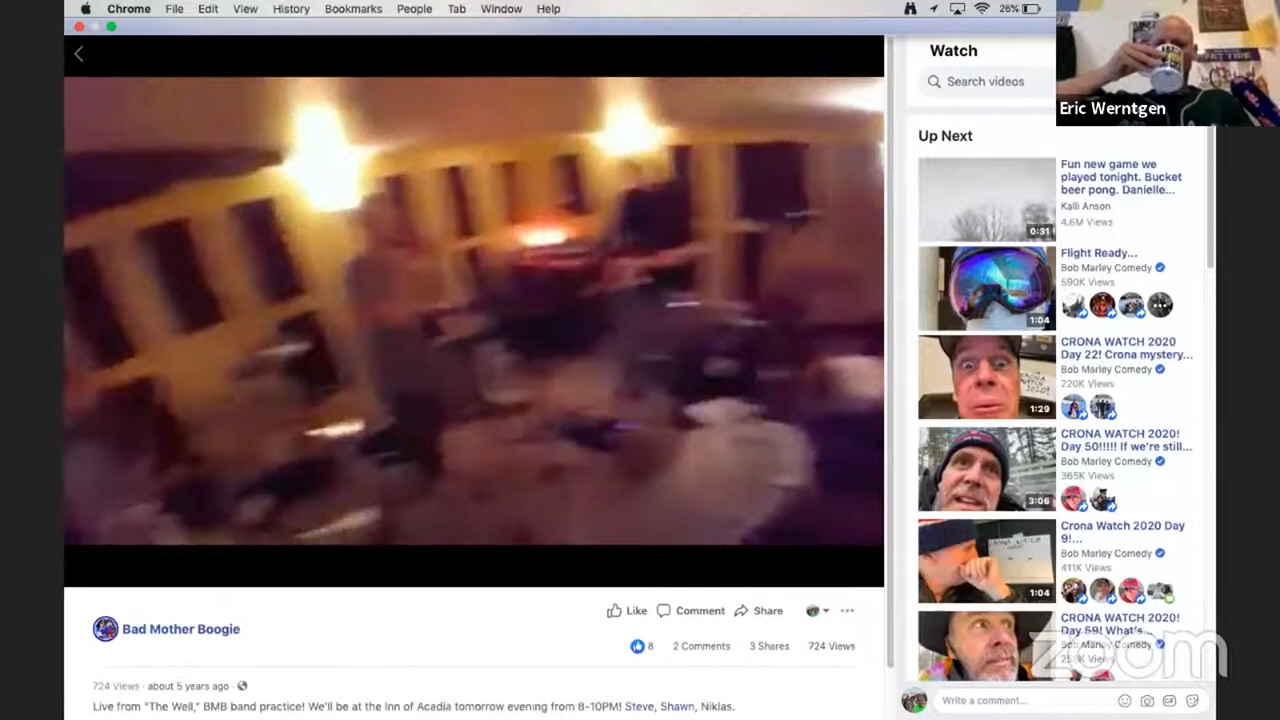 Chrome File Edit View History Bookmarks People Tab Window Help
26%
Watch
Search videos
Eric Werntgen
Up Next
Fun new game we
played tonight. Bucket
beer pong. Danielle...
Kalli Anson
4.6M Views
0:31
Flight Ready...
Bob Marley Comedy
590K Views
1:04
CRONA WATCH 2020
Day 22! Crona mystery...
Bob Marley Comedy
220K Views
1:29
CRONA WATCH 2020!
Day 50!!!!! If we're still...
Bob Marley Comedy
365K Views
3:06
Crona Watch 2020 Day
9!...
Bob Marley Comedy
411K Views
1:04
CRONA WATCH 2020!
Day 59! What's
Bob Marley Comedy
Views
zoom
Write a comment...
Like Comment Share
Bad Mother Boogie
8 2 Comments 3 Shares 724 Views
724 Views · about 5 years ago ·
Live from "The Well," BMB band practice! We'll be at the Inn of Acadia tomorrow evening from 8-10PM! Steve, Shawn, Niklas.